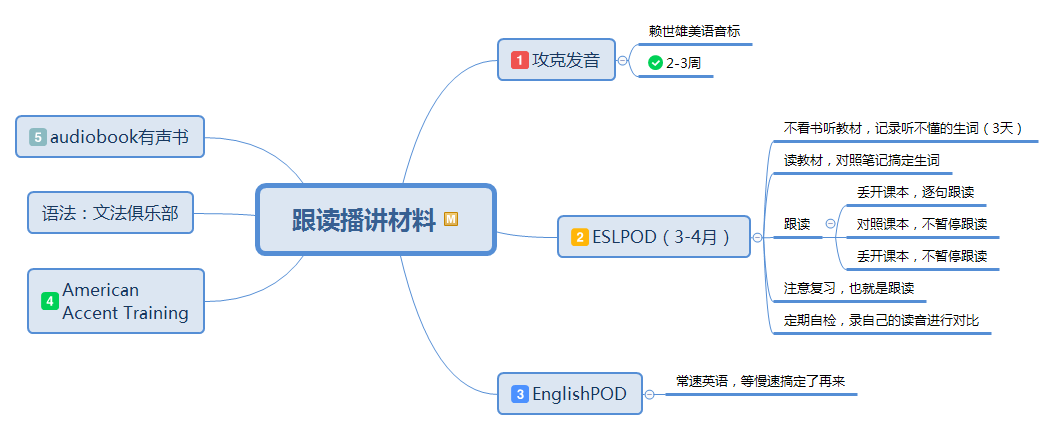 跟读播讲材料 M
1 攻克发音
赖世雄美语音标
2-3周
2 ESLPOD（3-4月）
不看书听教材，记录听不懂的生词（3天）
读教材，对照笔记搞定生词
跟读
丢开课本，逐句跟读
对照课本，不暂停跟读
丢开课本，不暂停跟读
注意复习，也就是跟读
定期自检，录自己的读音进行对比
3 EnglishPOD
常速英语，等慢速搞定了再来
4 American
Accent Training
语法：文法俱乐部
5 audiobook有声书